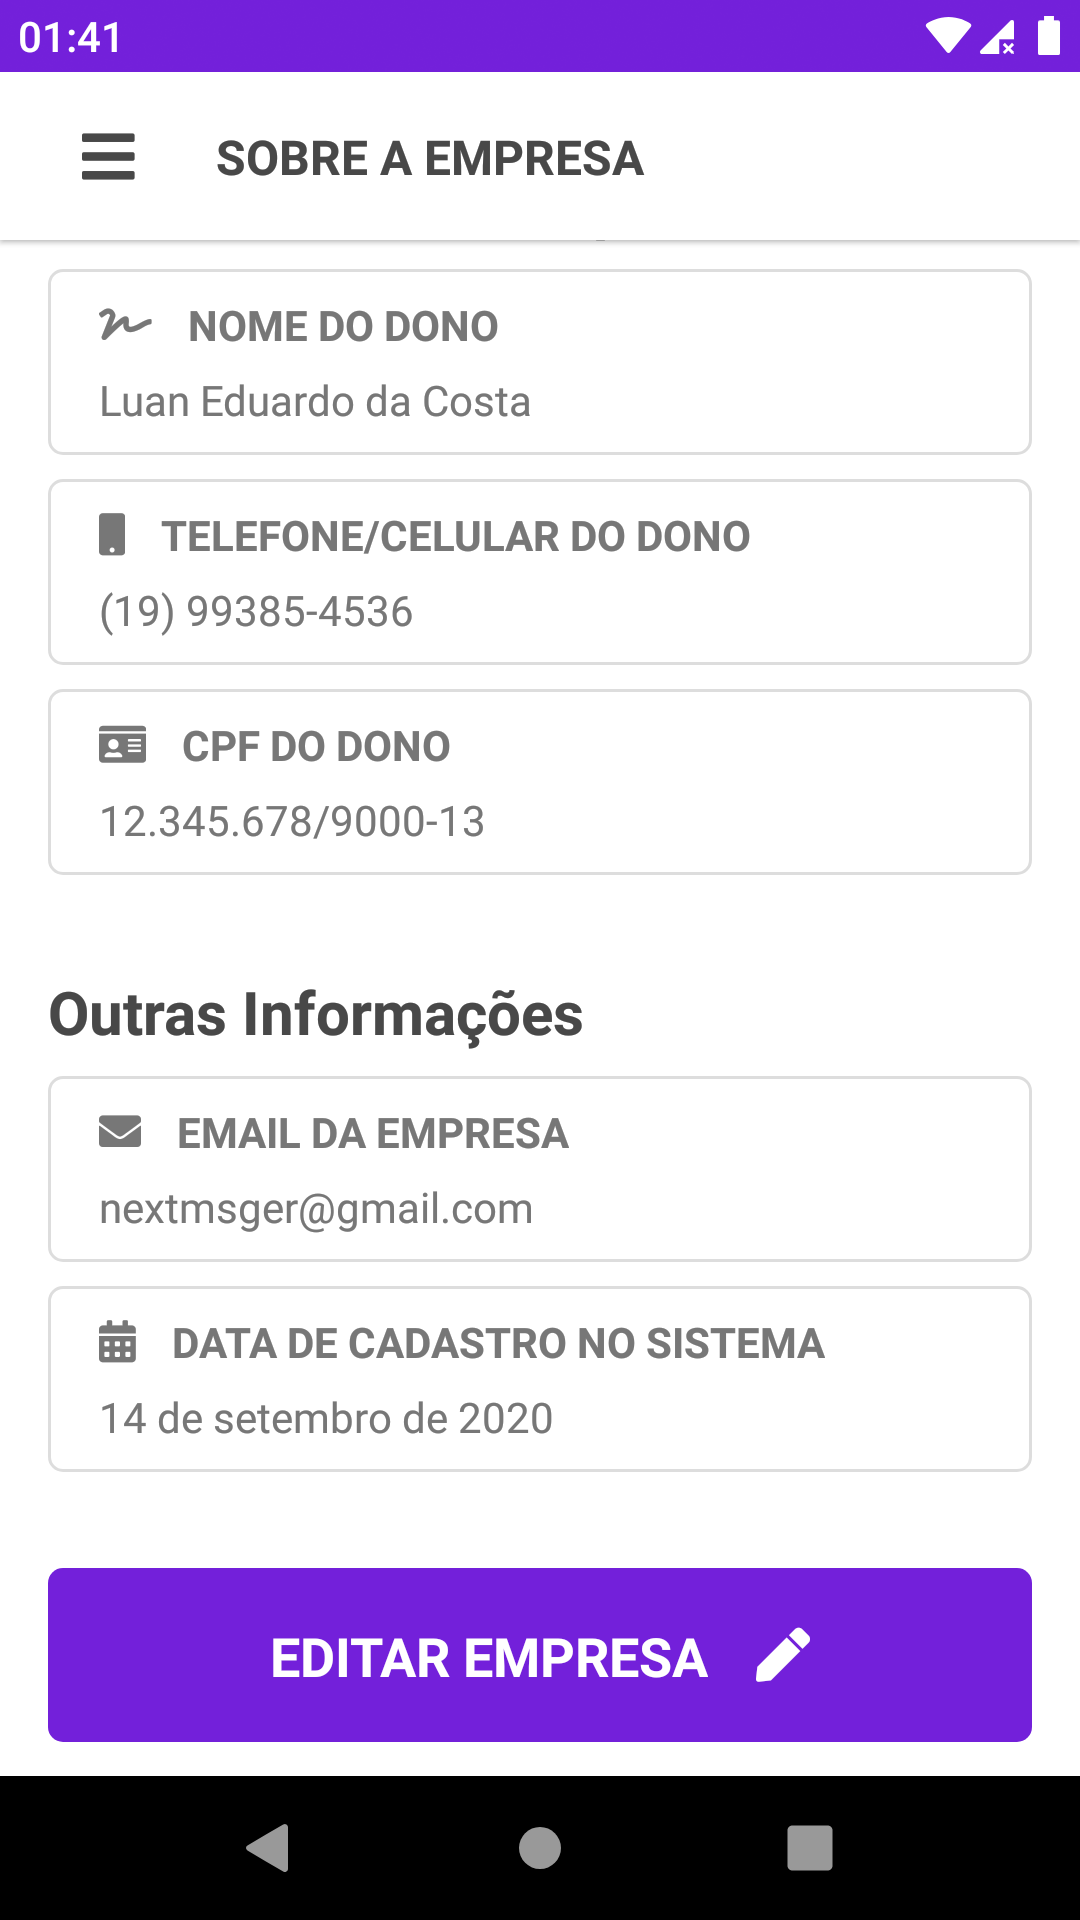 01:41
SOBRE A EMPRESA
NOME DO DONO
Luan Eduardo da Costa
TELEFONE/CELULAR DO DONO
(19) 99385-4536
CPF DO DONO
12.345.678/9000-13
Outras Informações
EMAIL DA EMPRESA
nextmsger@gmail.com
DATA DE CADASTRO NO SISTEMA
14 de setembro de 2020
EDITAR EMPRESA